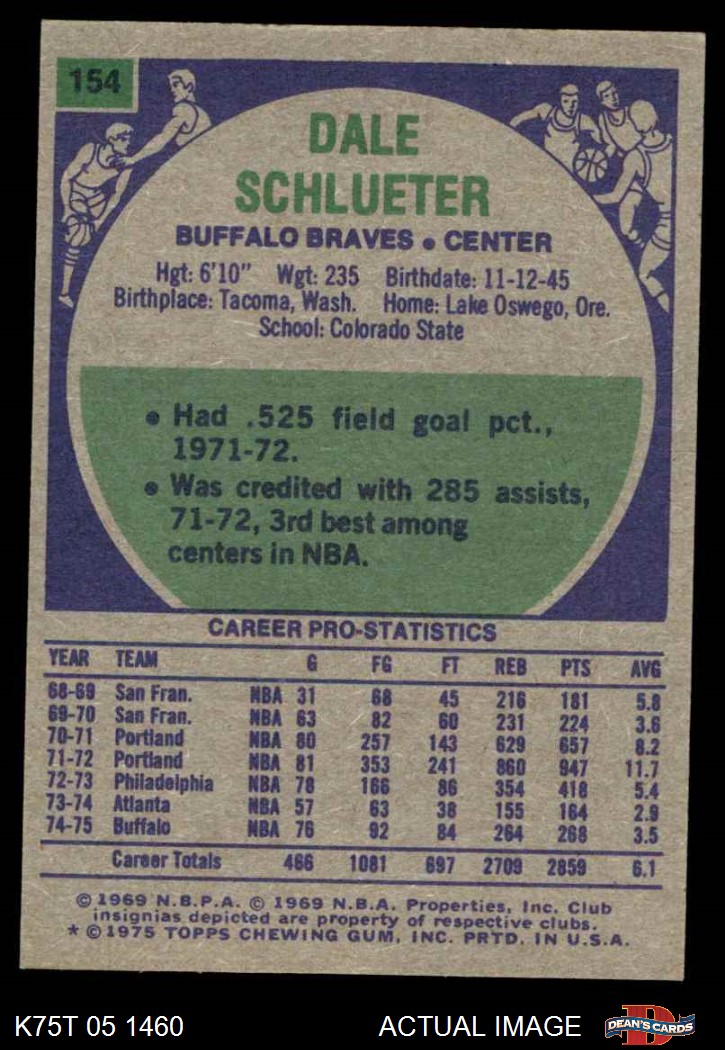 154
DALE
SCHLUETER
BUFFALO BRAVES • CENTER
Hgt: 6'10" Wgt: 235 Birthdate: 11-12-45
Birthplace: Tacoma, Wash. Home: Lake Oswego, Ore.
School: Colorado State
• Had .525 field goal pct.,
1971-72.
• Was credited with 285 assists,
71-72, 3rd best among
centers in NBA.
CAREER PRO-STATISTICS
YEAR TEAM G FG FT REB PTS AVG
68-69 San Fran. NBA 31 68 45 216 181 5.8
69-70 San Fran. NBA 63 82 60 231 224 3.6
70-71 Portland NBA 80 257 143 629 657 8.2
71-72 Portland NBA 81 353 241 860 947 11.7
72-73 Philadelphia NBA 78 166 86 354 418 5.4
73-74 Atlanta NBA 57 63 38 155 164 2.9
74-75 Buffalo NBA 76 92 84 264 268 3.5
Career Totals 466 1081 697 2709 2859 6.1
© 1969 N.B.P.A. © 1969 N.B.A. Properties, Inc. Club
insignias depicted are property of respective clubs.
* © 1975 TOPPS CHEWING GUM, INC. PRTD. IN U.S.A.
K75T 05 1460 ACTUAL IMAGE
D
DEAN'S CARDS